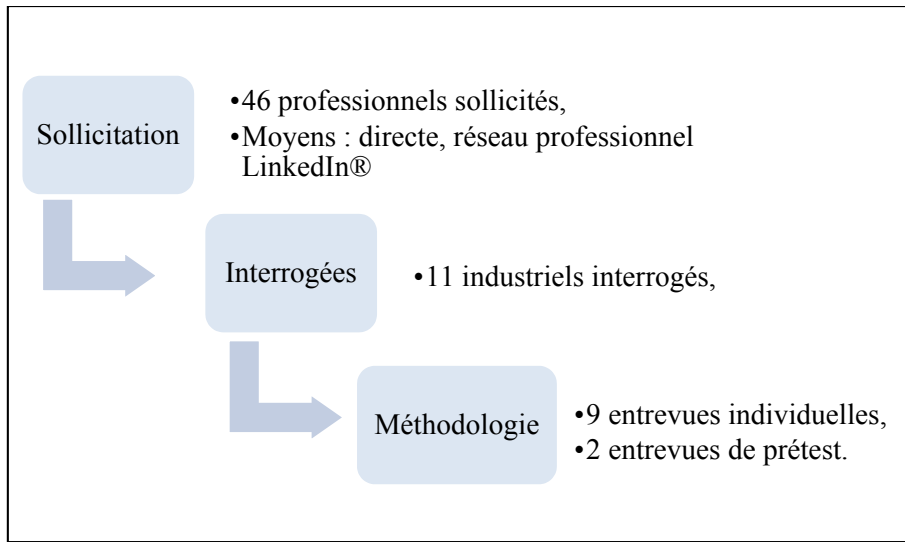 Sollicitation
•46 professionnels sollicités,
•Moyens : directe, réseau professionnel
LinkedIn®
Interrogées
•11 industriels interrogés,
Méthodologie
•9 entrevues individuelles,
•2 entrevues de prétest.